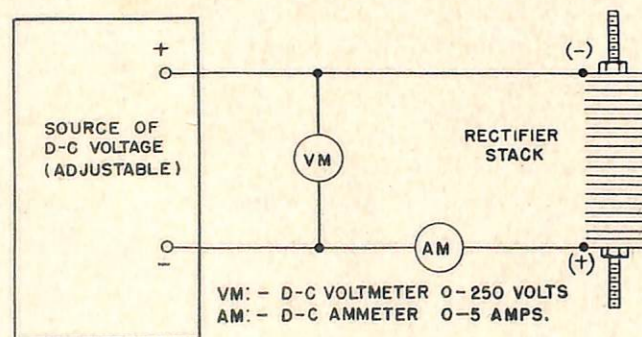 +
(-)
SOURCE OF
D-C VOLTAGE
(ADJUSTABLE)
VM
RECTIFIER
STACK
AM
-
(+)
VM: - D-C VOLTMETER 0-250 VOLTS
AM: - D-C AMMETER 0-5 AMPS.